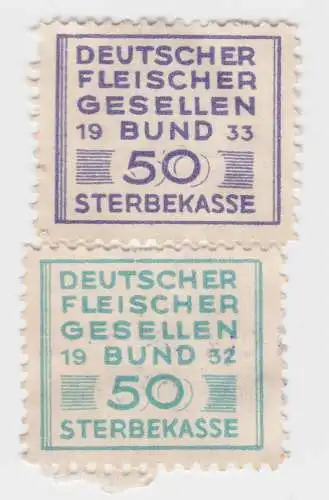 DEUTSCHER
FLEISCHER
GESELLEN
19 BUND 33
50
STERBEKASSE
DEUTSCHER
FLEISCHER
GESELLEN
19 BUND 32
50
STERBEKASSE